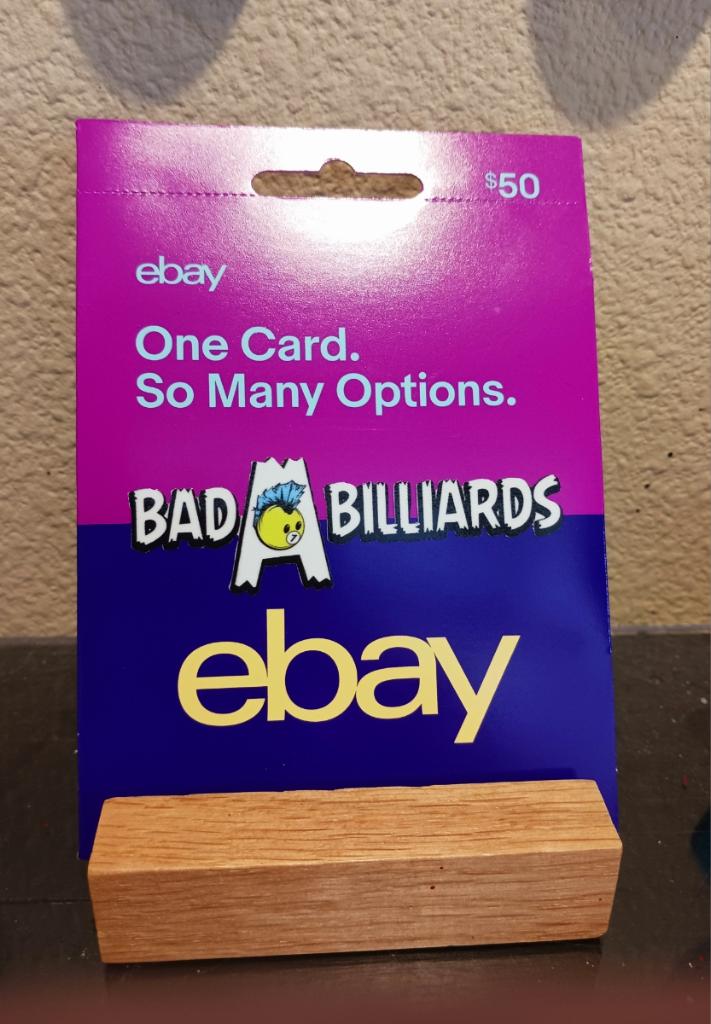 $50
ebay
One Card.
So Many Options.
BAD A BILLIARDS
ebay